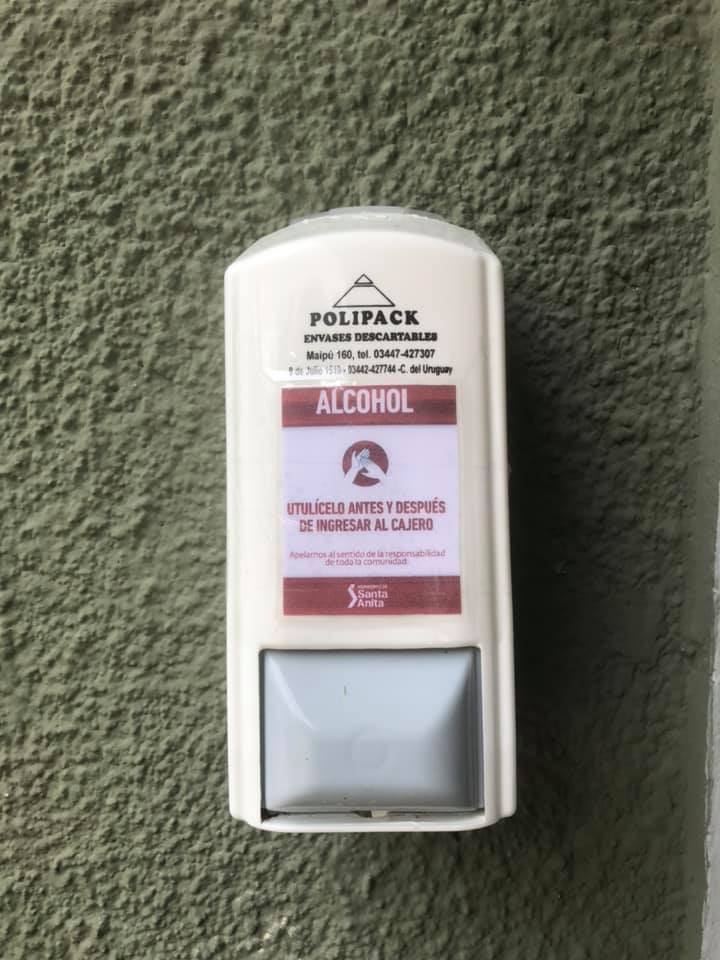 POLIPACK
ENVASES DESCARTABLES
Maipú 160, tel. 03447-427307
9 de Julio - 03442-427744 -C. del Uruguay
ALCOHOL
UTULÍCELO ANTES Y DESPUÉS
DE INGRESAR AL CAJERO
Apelamos al sentido de la responsabilidad
de toda la comunidad.
Santa
Anita